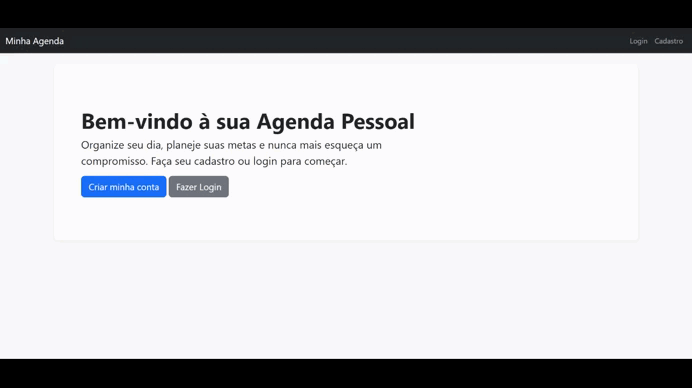 Minha Agenda
Login Cadastro
Bem-vindo à sua Agenda Pessoal
Organize seu dia, planeje suas metas e nunca mais esqueça um
compromisso. Faça seu cadastro ou login para começar.
Criar minha conta Fazer Login